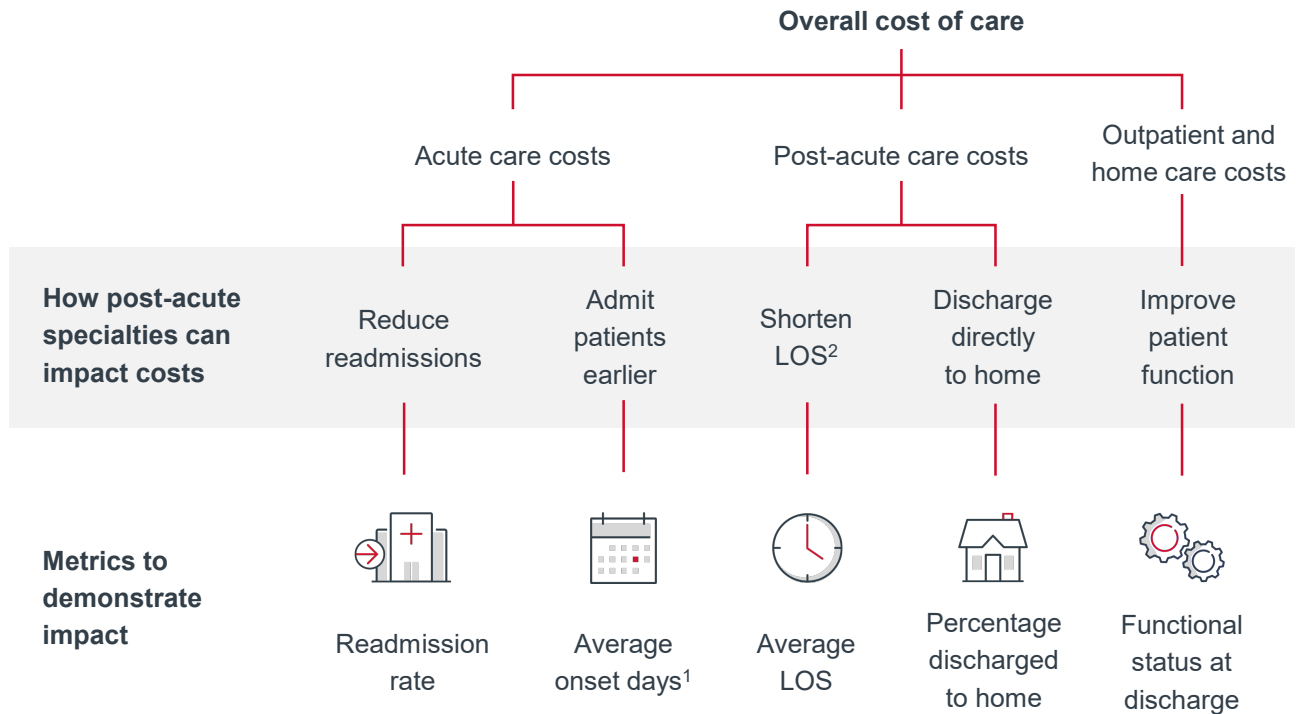 Overall cost of care
Acute care costs
Post-acute care costs
Outpatient and
home care costs
How post-acute
specialties can
impact costs
Reduce
readmissions
Admit
patients
earlier
Shorten
LOS²
Discharge
directly
to home
Improve
patient
function
Metrics to
demonstrate
impact
Readmission
rate
Average
onset days¹
Average
LOS
Percentage
discharged
to home
Functional
status at
discharge